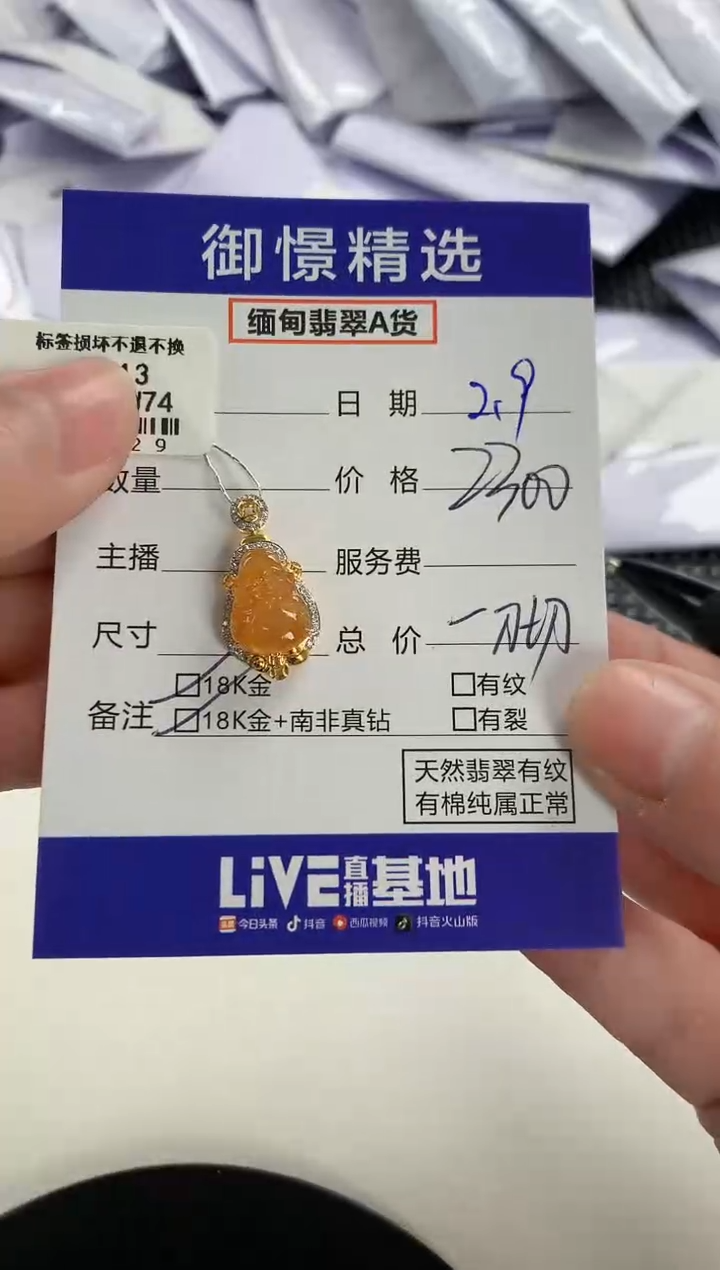 御憬精选
缅甸翡翠A货
标签损坏不退不换
13
W74
29
日期 2.9
数量 价格 2300
主播 服务费
尺寸 总价 一刀切
备注 □18K金 □有纹
□18K金+南非真钻 □有裂
天然翡翠有纹
有棉纯属正常
LiVE直播基地
今日头条 抖音 西瓜视频 抖音火山版